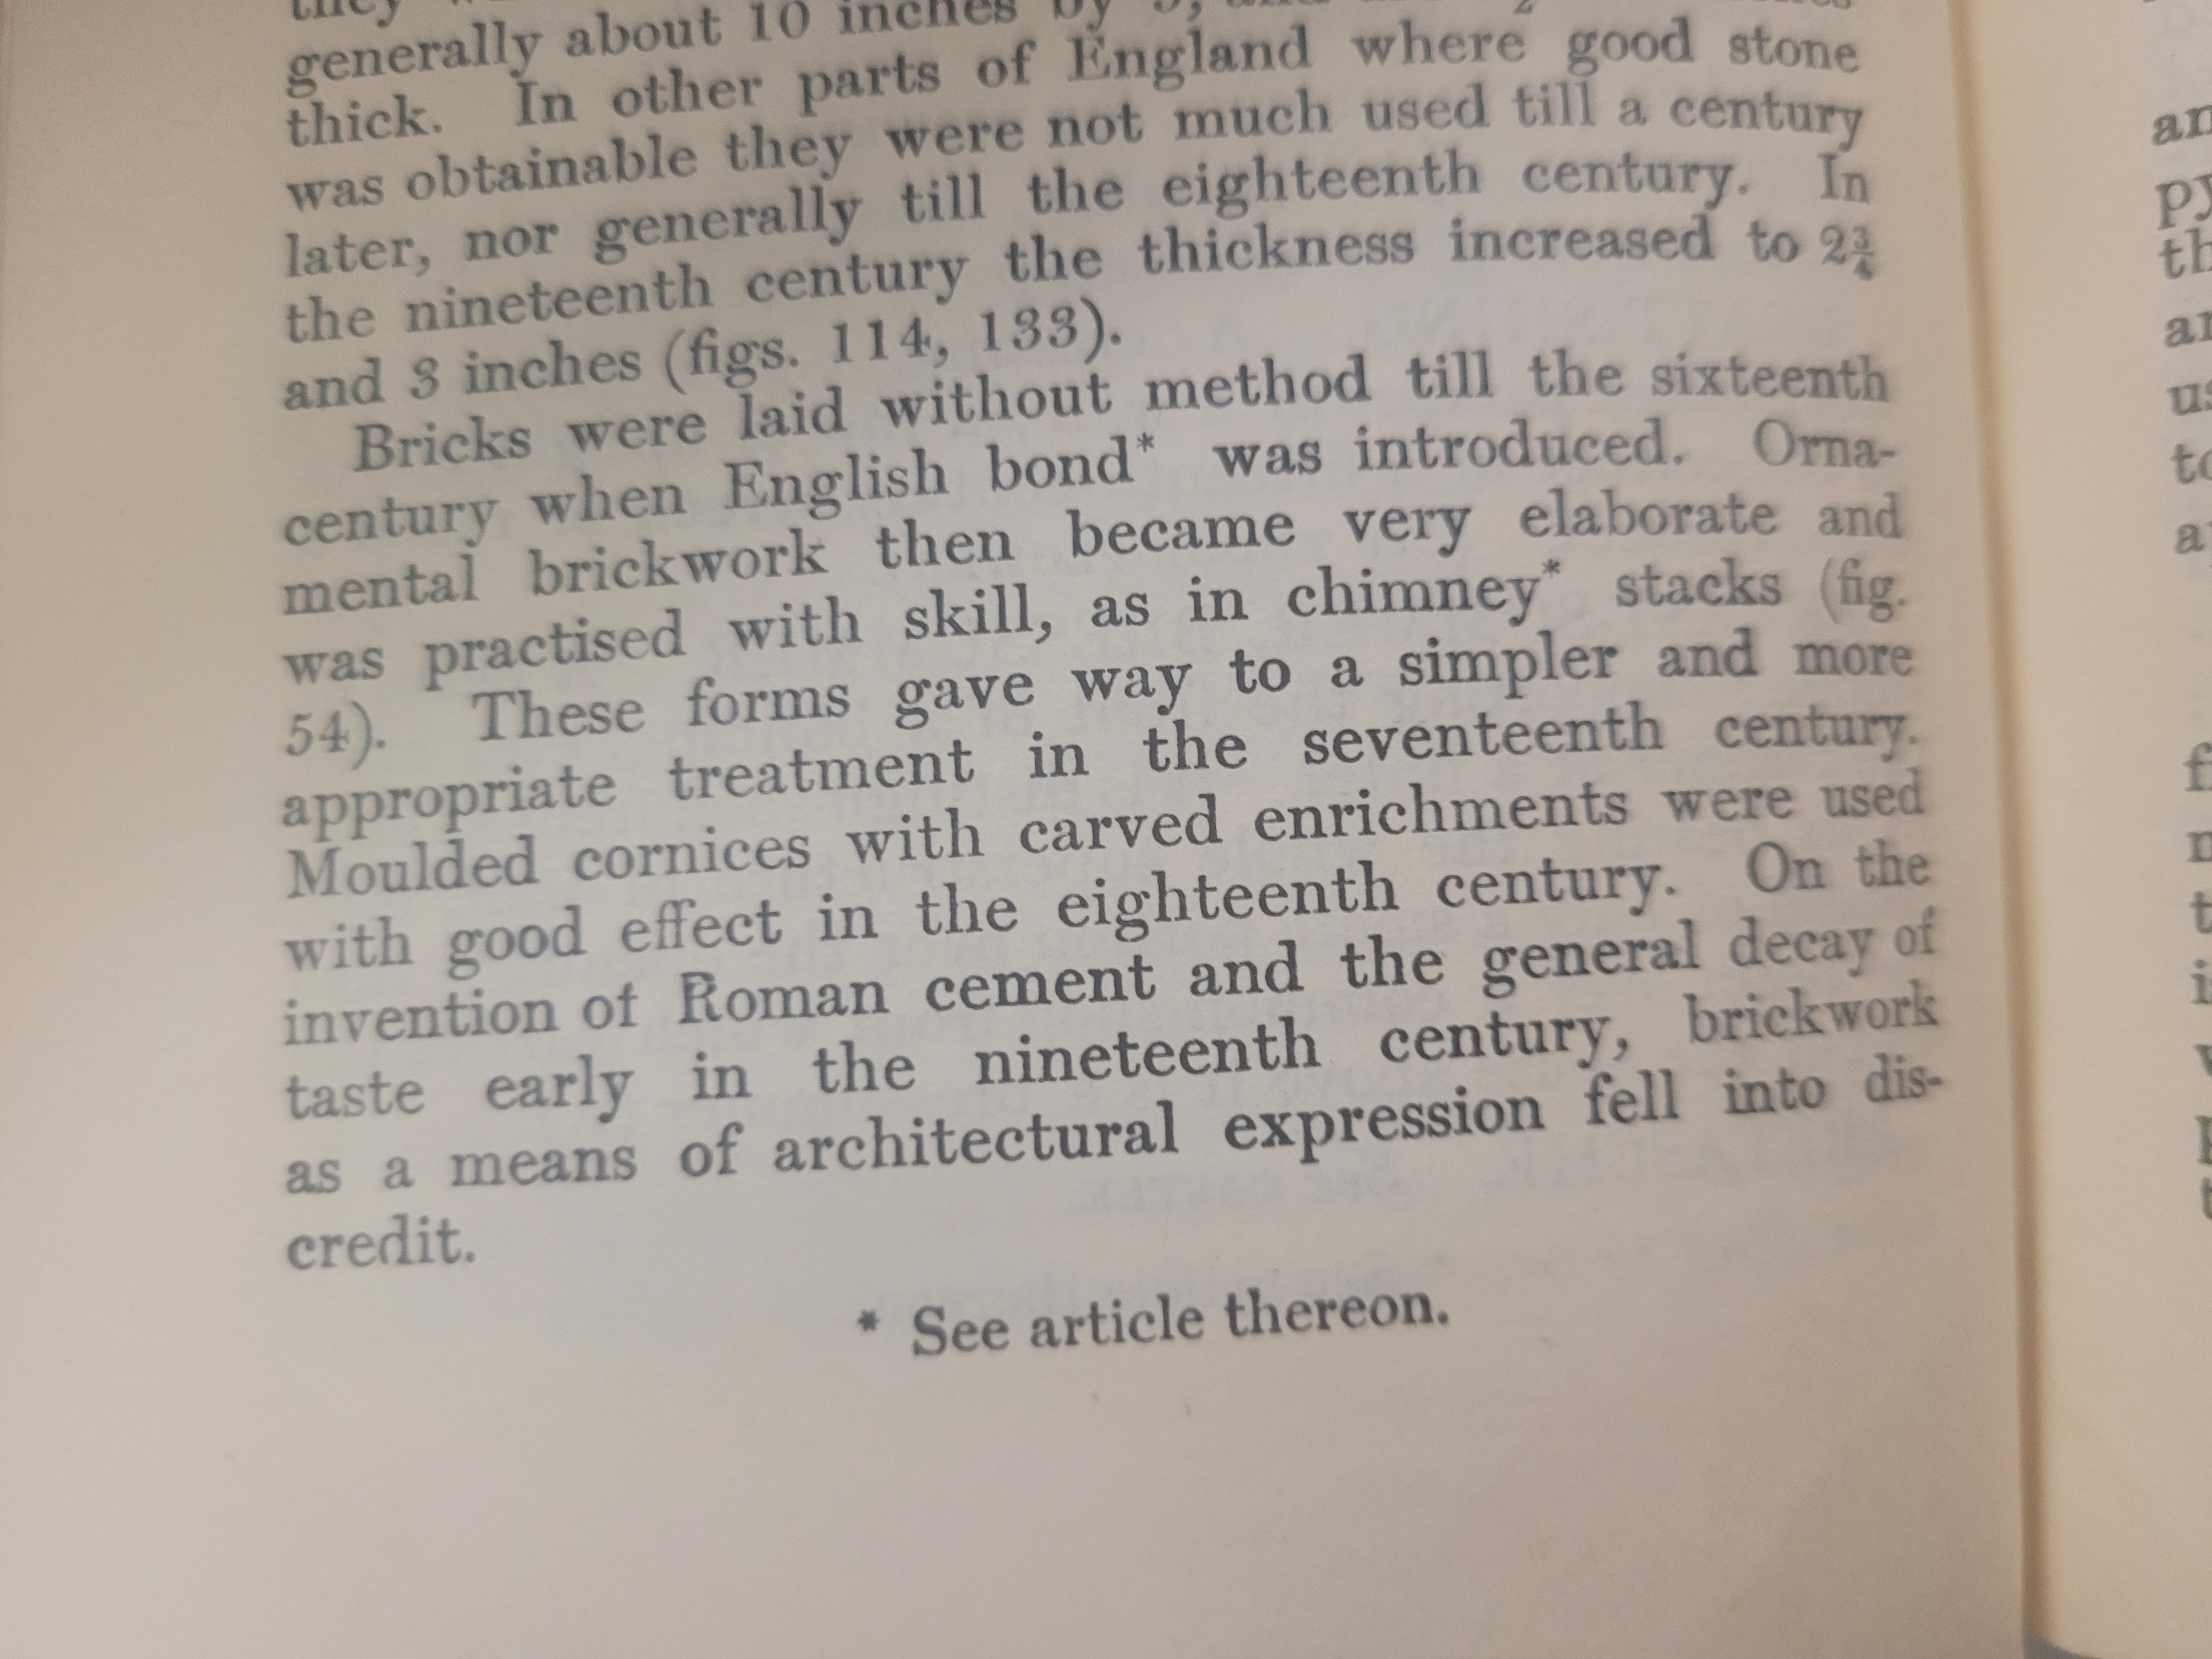 they
generally about 10 inches by
thick. In other parts of England where good stone
was obtainable they were not much used till a century
later, nor generally till the eighteenth century. In
the nineteenth century the thickness increased to 2¾
and 3 inches (figs. 114, 133).
Bricks were laid without method till the sixteenth
century when English bond* was introduced. Orna-
mental brickwork then became very elaborate and
was practised with skill, as in chimney* stacks (fig.
54). These forms gave way to a simpler and more
appropriate treatment in the seventeenth century.
Moulded cornices with carved enrichments were used
with good effect in the eighteenth century. On the
invention of Roman cement and the general decay of
taste early in the nineteenth century, brickwork
as a means of architectural expression fell into dis-
credit.
* See article thereon.